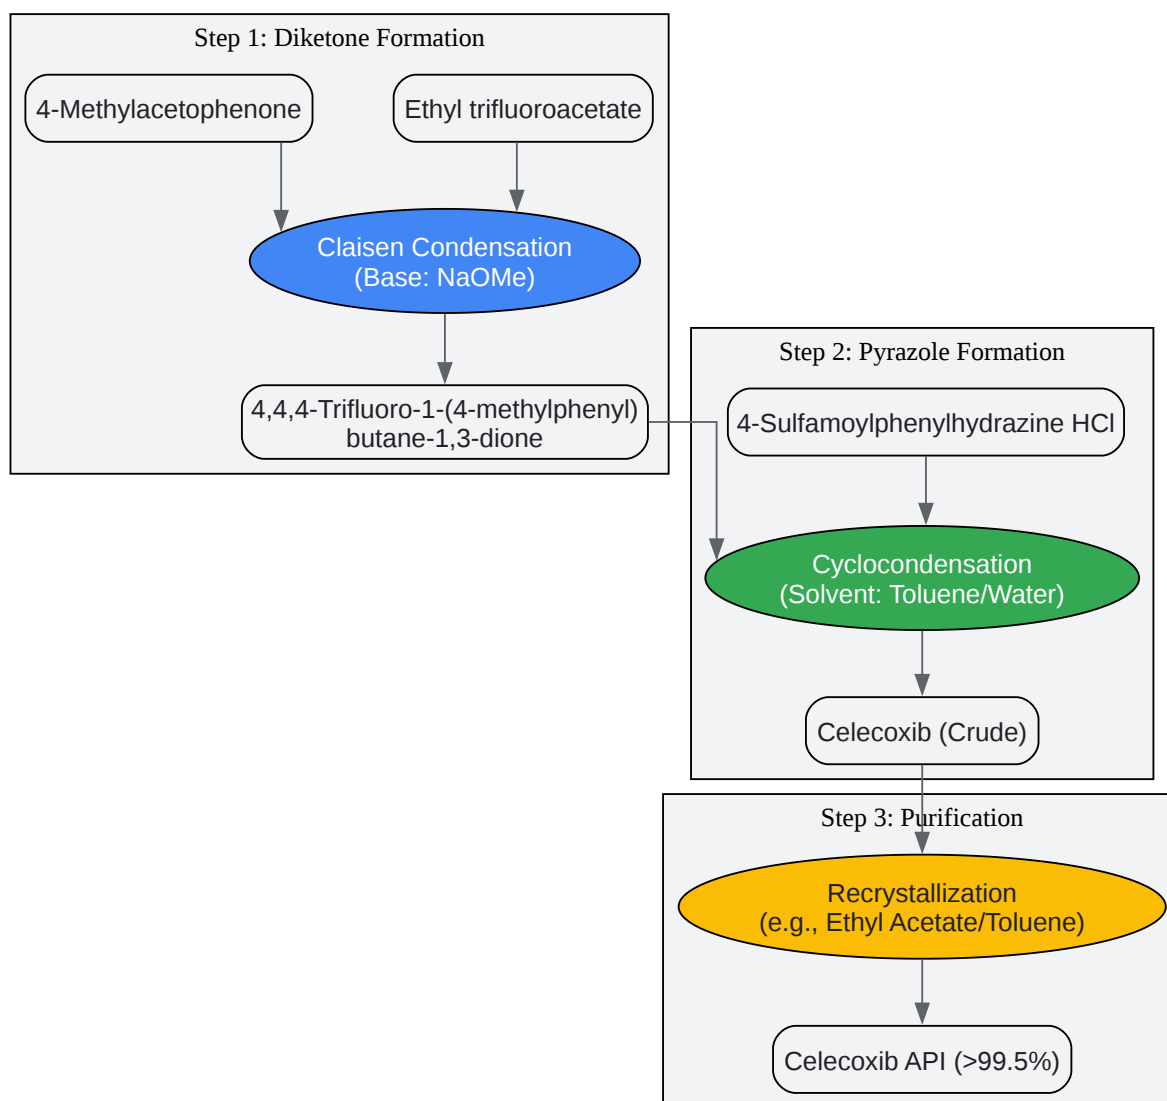 Step 1: Diketone Formation
4-Methylacetophenone
Ethyl trifluoroacetate
Claisen Condensation
(Base: NaOMe)
4,4,4-Trifluoro-1-(4-methylphenyl)
butane-1,3-dione
Step 2: Pyrazole Formation
4-Sulfamoylphenylhydrazine HCl
Cyclocondensation
(Solvent: Toluene/Water)
Celecoxib (Crude)
Step 3: Purification
Recrystallization
(e.g., Ethyl Acetate/Toluene)
Celecoxib API (>99.5%)